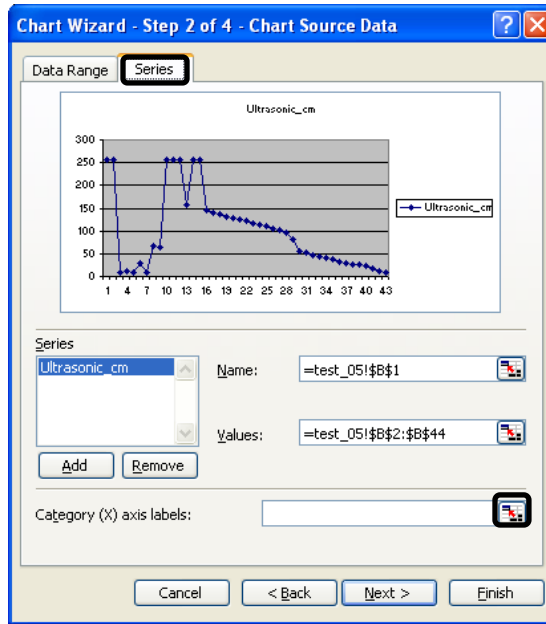 Chart Wizard - Step 2 of 4 - Chart Source Data
Data Range Series
Ultrasonic_cm
300
250
200
150
100
50
0
1 4 7 10 13 16 19 22 25 28 31 34 37 40 43
Ultrasonic_cm
Series
Ultrasonic_cm
Name: =test_05!$B$1
Values: =test_05!$B$2:$B$44
Add Remove
Category (X) axis labels:
Cancel < Back Next > Finish